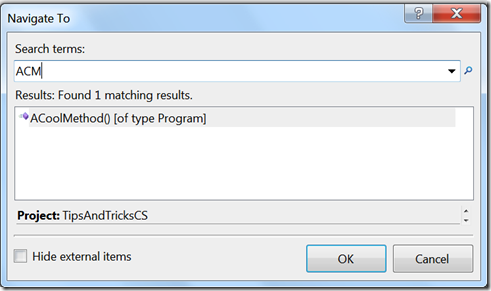 Navigate To
Search terms:
ACM
Results: Found 1 matching results.
ACoolMethod() [of type Program]
Project: TipsAndTricksCS
Hide external items
OK
Cancel